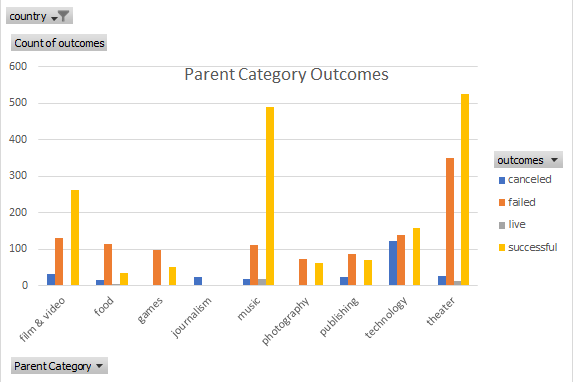 country
Count of outcomes
Parent Category Outcomes
600
500
400
300
200
100
0
film & video
food
games
journalism
music
photography
publishing
technology
theater
outcomes
canceled
failed
live
successful
Parent Category